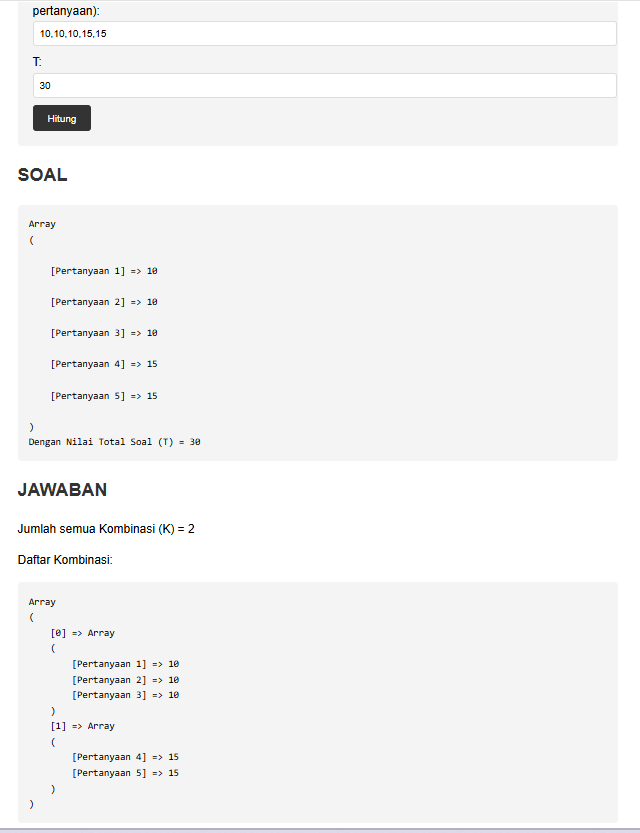 pertanyaan):
10,10,10,15,15
T:
30
Hitung
SOAL
Array
(
[Pertanyaan 1] => 10
[Pertanyaan 2] => 10
[Pertanyaan 3] => 10
[Pertanyaan 4] => 15
[Pertanyaan 5] => 15
)
Dengan Nilai Total Soal (T) = 30
JAWABAN
Jumlah semua Kombinasi (K) = 2
Daftar Kombinasi:
Array
(
[0] => Array
(
[Pertanyaan 1] => 10
[Pertanyaan 2] => 10
[Pertanyaan 3] => 10
)
[1] => Array
(
[Pertanyaan 4] => 15
[Pertanyaan 5] => 15
)
)